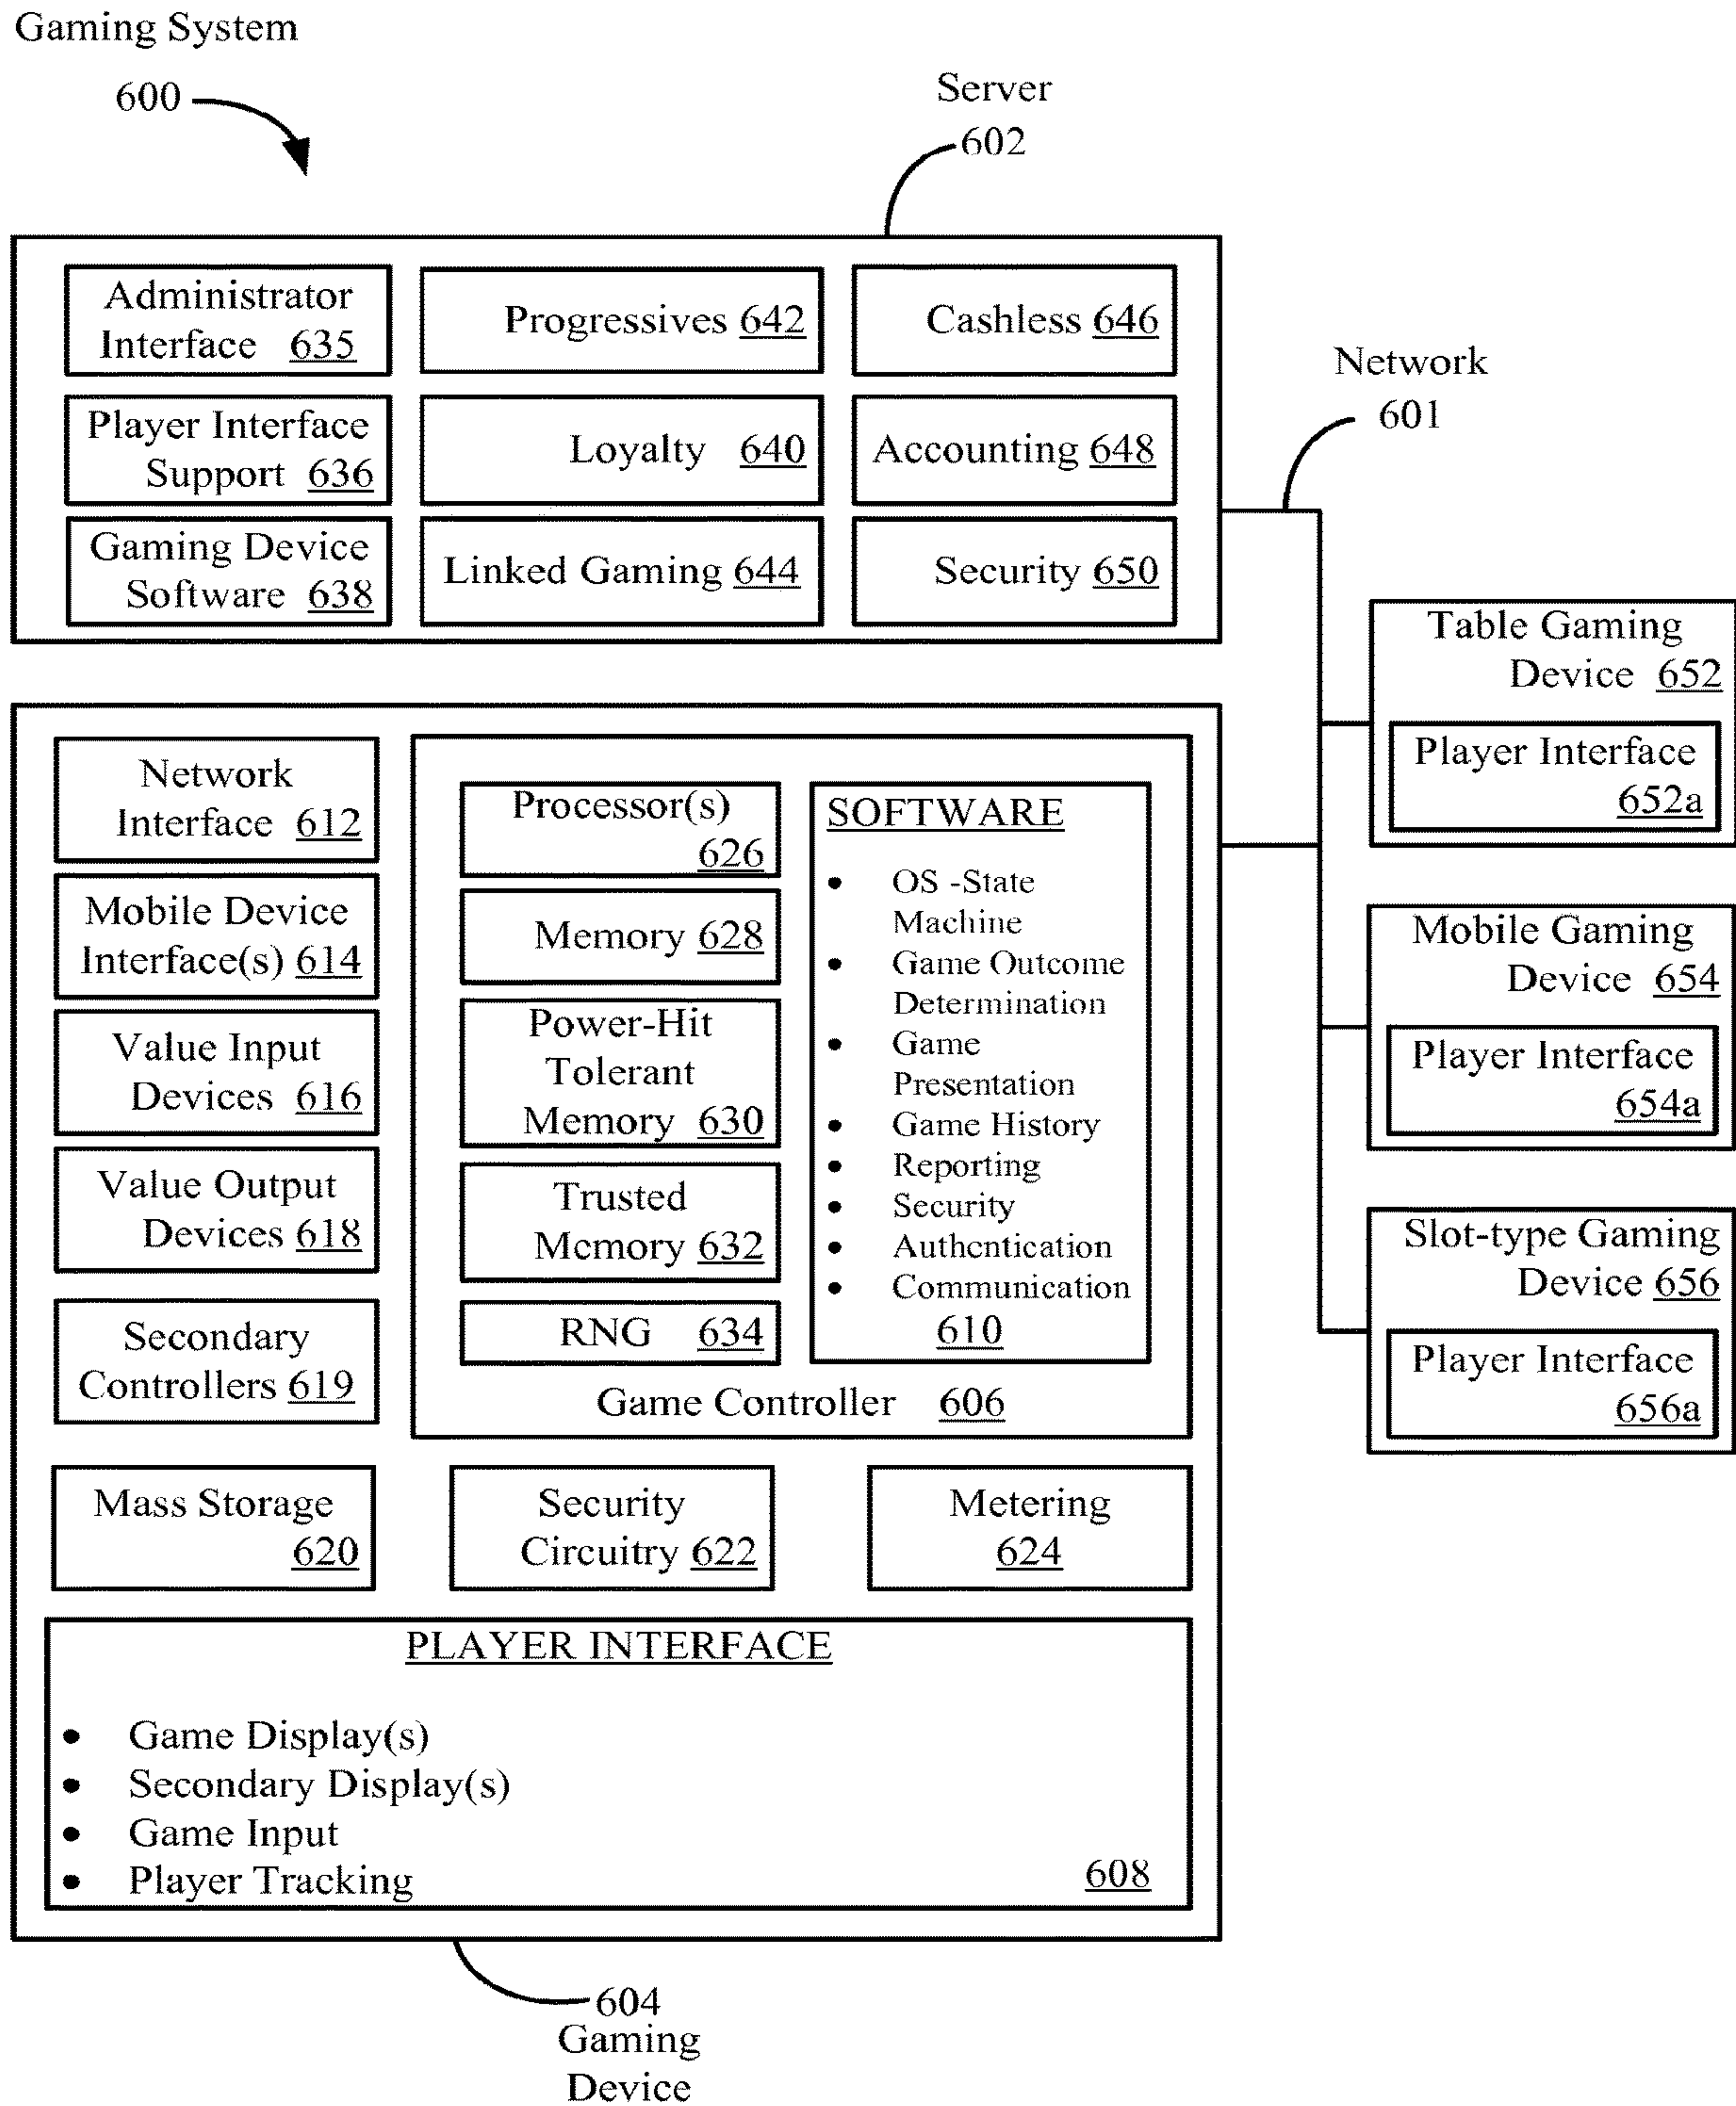 Gaming System
600
Server
602
Administrator
Interface 635
Progressives 642
Cashless 646
Player Interface
Support 636
Loyalty 640
Accounting 648
Gaming Device
Software 638
Linked Gaming 644
Security 650
Network
601
Table Gaming
Device 652
Player Interface
652a
Mobile Gaming
Device 654
Player Interface
654a
Slot-type Gaming
Device 656
Player Interface
656a
Network
Interface 612
Mobile Device
Interface(s) 614
Value Input
Devices 616
Value Output
Devices 618
Secondary
Controllers 619
Processor(s)
626
Memory 628
Power-Hit
Tolerant
Memory 630
Trusted
Memory 632
RNG 634
SOFTWARE
• OS -State
Machine
• Game Outcome
Determination
• Game
Presentation
• Game History
• Reporting
• Security
• Authentication
• Communication
610
Game Controller 606
Mass Storage
620
Security
Circuitry 622
Metering
624
PLAYER INTERFACE
• Game Display(s)
• Secondary Display(s)
• Game Input
• Player Tracking
608
604
Gaming
Device